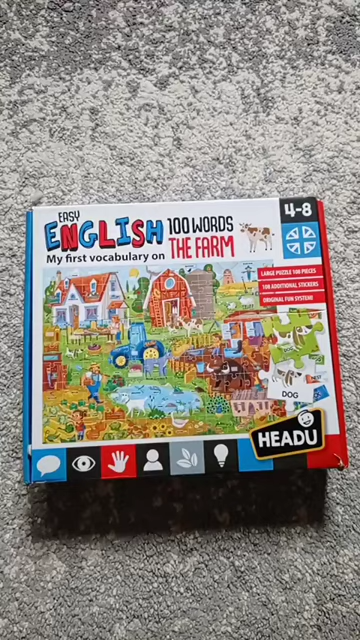 EASY
ENGLISH
100 WORDS
THE FARM
My first vocabulary on
4-8
LARGE PUZZLE 108 PIECES
108 ADDITIONAL STICKERS
ORIGINAL FUN SYSTEM!
DOG
DOG
HEADU